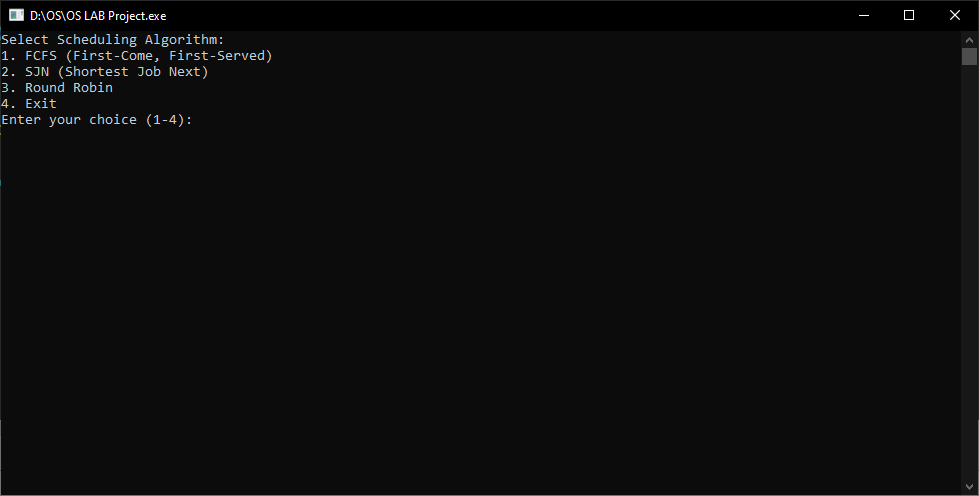 D:\OS\OS LAB Project.exe
Select Scheduling Algorithm:
1. FCFS (First-Come, First-Served)
2. SJN (Shortest Job Next)
3. Round Robin
4. Exit
Enter your choice (1-4):